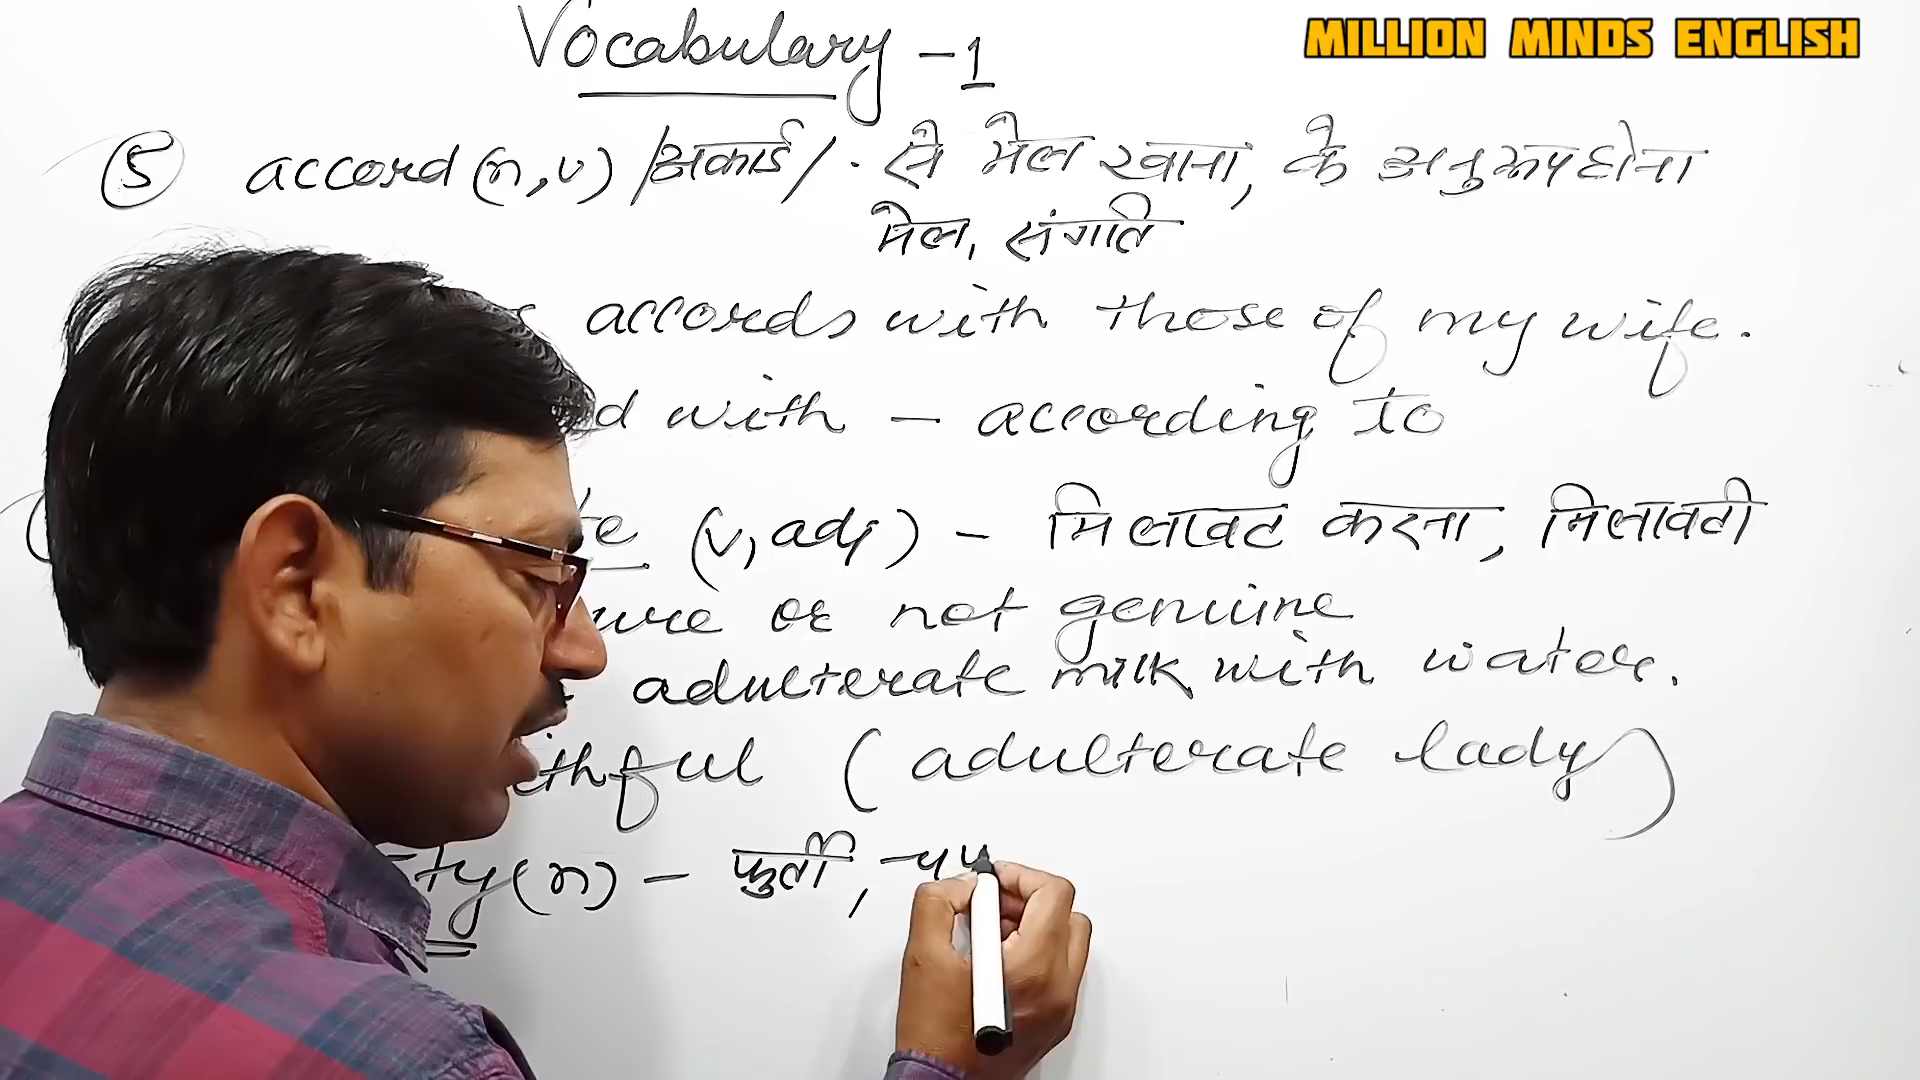 MILLION MINDS ENGLISH
Vocabulary - 1
5 accord (n, v) /अकार्ड/ . से मेल खाना, के अनुरूप होना
मेल, संगति
accords with those of my wife.
with - according to
(v, adj) - मिलावट करना, मिलावटी
or not genuine
adulterate milk with water.
(adulterate lady)
ty (n) - फुर्ती,